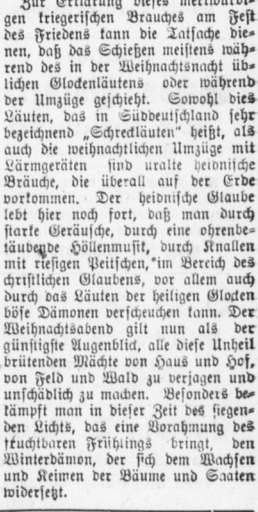 Zur Erklärung dieses merkwürdi-
gen kriegerischen Brauches am Fest
des Friedens kann die Tatsache die-
nen, daß das Schießen meistens wäh-
rend des in der Weihnachtsnacht üb-
lichen Glockenläutens oder während
der Umzüge geschieht. Sowohl dies
Läuten, das in Süddeutschland sehr
bezeichnend „Schreckläuten" heißt, als
auch die weihnachtlichen Umzüge mit
Lärmgeräten sind uralte heidnische
Bräuche, die überall auf der Erde
vorkommen. Der heidnische Glaube
lebt hier noch fort, daß man durch
starke Geräusche, durch eine ohrenbe-
täubende Höllenmusik, durch Knallen
mit riesigen Peitschen, im Bereich des
christlichen Glaubens, vor allem auch
durch das Läuten der heiligen Glocken
böse Dämonen verscheuchen kann. Der
Weihnachtsabend gilt nun als der
günstigste Augenblick, alle diese Unheil
brütenden Mächte von Haus und Hof,
von Feld und Wald zu verjagen und
unschädlich zu machen. Besonders be-
kämpft man in dieser Zeit des siegen-
den Lichts, das eine Vorahmung des
fruchtbaren Frühlings bringt, den
Winterdämon, der sich dem Wachsen
und Keimen der Bäume und Saaten
widersetzt.